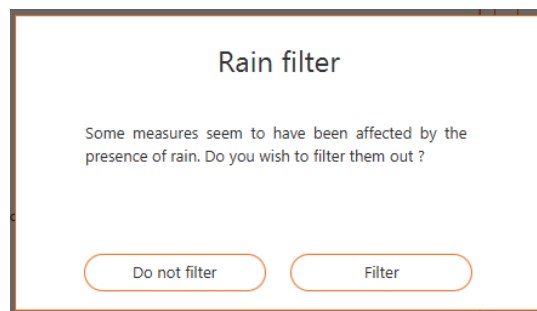 Rain filter
Some measures seem to have been affected by the
presence of rain. Do you wish to filter them out ?
Do not filter
Filter